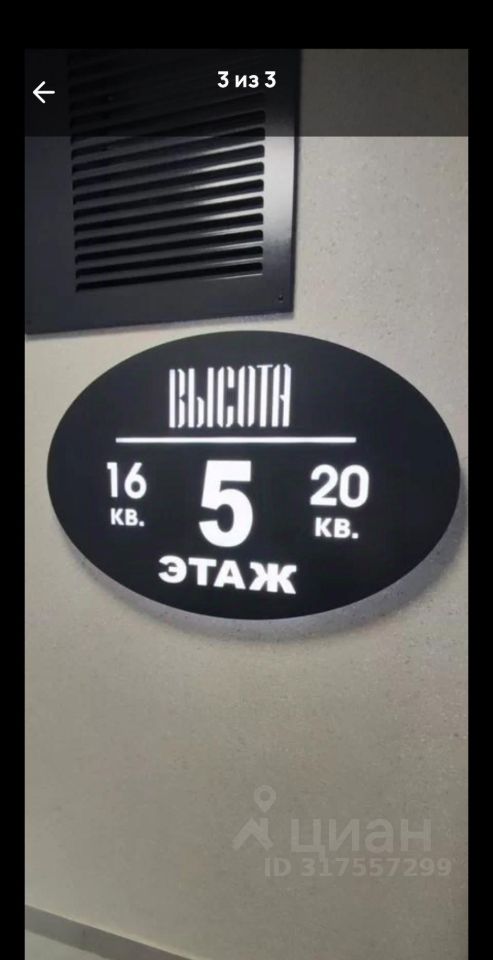 3 из 3
ВЫСОТА
16 5 20
кв. кв.
ЭТАЖ
циан
ID 317557299